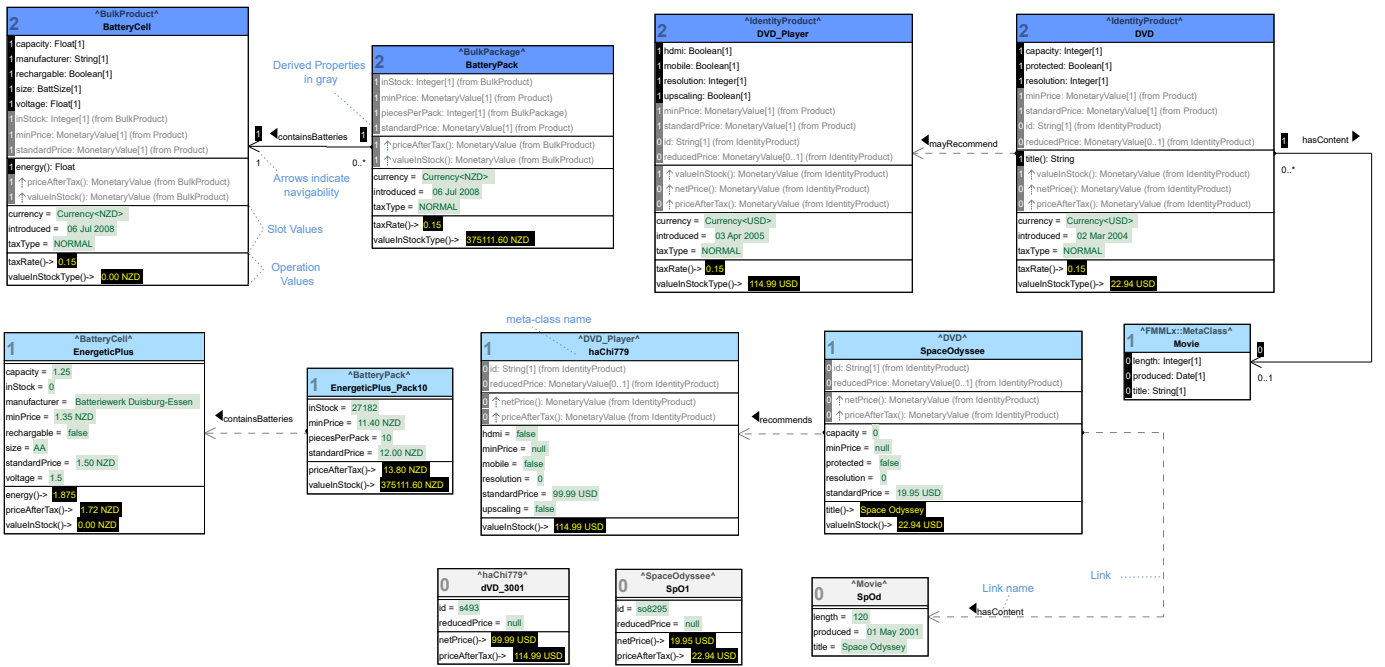 ^BulkProduct^
2
BatteryCell
1 capacity: Float[1]
1 manufacturer: String[1]
1 rechargable: Boolean[1]
1 size: BattSize[1]
1 voltage: Float[1]
1 inStock: Integer[1] (from BulkProduct)
1 minPrice: MonetaryValue[1] (from Product)
1 standardPrice: MonetaryValue[1] (from Product)
1 energy(): Float
1 ↑priceAfterTax(): MonetaryValue (from BulkProduct)
1 ↑valueInStock(): MonetaryValue (from BulkProduct)
currency = Currency<NZD>
introduced = 06 Jul 2008
taxType = NORMAL
taxRate()-> 0.15
valueInStockType()-> 0.00 NZD
Derived Properties
in gray
1
◀containsBatteries
1
1
0..*
Arrows indicate
navigability
Slot Values
Operation
Values
^BulkPackage^
2
BatteryPack
1 inStock: Integer[1] (from BulkProduct)
1 minPrice: MonetaryValue[1] (from Product)
1 piecesPerPack: Integer[1] (from BulkPackage)
1 standardPrice: MonetaryValue[1] (from Product)
1 ↑priceAfterTax(): MonetaryValue (from BulkProduct)
1 ↑valueInStock(): MonetaryValue (from BulkProduct)
currency = Currency<NZD>
introduced = 06 Jul 2008
taxType = NORMAL
taxRate()-> 0.15
valueInStockType()-> 375111.60 NZD
^IdentityProduct^
2
DVD_Player
1 hdmi: Boolean[1]
1 mobile: Boolean[1]
1 resolution: Integer[1]
1 upscaling: Boolean[1]
1 minPrice: MonetaryValue[1] (from Product)
1 standardPrice: MonetaryValue[1] (from Product)
0 id: String[1] (from IdentityProduct)
0 reducedPrice: MonetaryValue[0..1] (from IdentityProduct)
1 ↑valueInStock(): MonetaryValue (from IdentityProduct)
0 ↑netPrice(): MonetaryValue (from IdentityProduct)
0 ↑priceAfterTax(): MonetaryValue (from IdentityProduct)
currency = Currency<USD>
introduced = 03 Apr 2005
taxType = NORMAL
taxRate()-> 0.15
valueInStockType()-> 114.99 USD
◀mayRecommend
^IdentityProduct^
2
DVD
1 capacity: Integer[1]
1 protected: Boolean[1]
1 resolution: Integer[1]
1 minPrice: MonetaryValue[1] (from Product)
1 standardPrice: MonetaryValue[1] (from Product)
0 id: String[1] (from IdentityProduct)
0 reducedPrice: MonetaryValue[0..1] (from IdentityProduct)
1 title(): String
1 ↑valueInStock(): MonetaryValue (from IdentityProduct)
0 ↑netPrice(): MonetaryValue (from IdentityProduct)
0 ↑priceAfterTax(): MonetaryValue (from IdentityProduct)
currency = Currency<USD>
introduced = 02 Mar 2004
taxType = NORMAL
taxRate()-> 0.15
valueInStockType()-> 22.94 USD
1
hasContent ▶
0..*
^BatteryCell^
1
EnergeticPlus
capacity = 1.25
inStock = 0
manufacturer = Batteriewerk Duisburg-Essen
minPrice = 1.35 NZD
rechargable = false
size = AA
standardPrice = 1.50 NZD
voltage = 1.5
energy()-> 1.875
priceAfterTax()-> 1.72 NZD
valueInStock()-> 0.00 NZD
◀containsBatteries
^BatteryPack^
1
EnergeticPlus_Pack10
inStock = 27182
minPrice = 11.40 NZD
piecesPerPack = 10
standardPrice = 12.00 NZD
priceAfterTax()-> 13.80 NZD
valueInStock()-> 375111.60 NZD
meta-class name
^DVD_Player^
1
haChi779
0 id: String[1] (from IdentityProduct)
0 reducedPrice: MonetaryValue[0..1] (from IdentityProduct)
0 ↑netPrice(): MonetaryValue (from IdentityProduct)
0 ↑priceAfterTax(): MonetaryValue (from IdentityProduct)
hdmi = false
minPrice = null
mobile = false
resolution = 0
standardPrice = 99.99 USD
upscaling = false
valueInStock()-> 114.99 USD
◀recommends
^DVD^
1
SpaceOdyssee
0 id: String[1] (from IdentityProduct)
0 reducedPrice: MonetaryValue[0..1] (from IdentityProduct)
0 ↑netPrice(): MonetaryValue (from IdentityProduct)
0 ↑priceAfterTax(): MonetaryValue (from IdentityProduct)
capacity = 0
minPrice = null
protected = false
resolution = 0
standardPrice = 19.95 USD
title()-> Space Odyssey
valueInStock()-> 22.94 USD
^FMMLx::MetaClass^
1
Movie
0 length: Integer[1]
0 produced: Date[1]
0 title: String[1]
0
0..1
^haChi779^
0
dVD_3001
id = s493
reducedPrice = null
netPrice()-> 99.99 USD
priceAfterTax()-> 114.99 USD
^SpaceOdyssee^
0
SpO1
id = so8295
reducedPrice = null
netPrice()-> 19.95 USD
priceAfterTax()-> 22.94 USD
^Movie^
0
SpOd
length = 120
produced = 01 May 2001
title = Space Odyssey
Link name
◀hasContent
Link